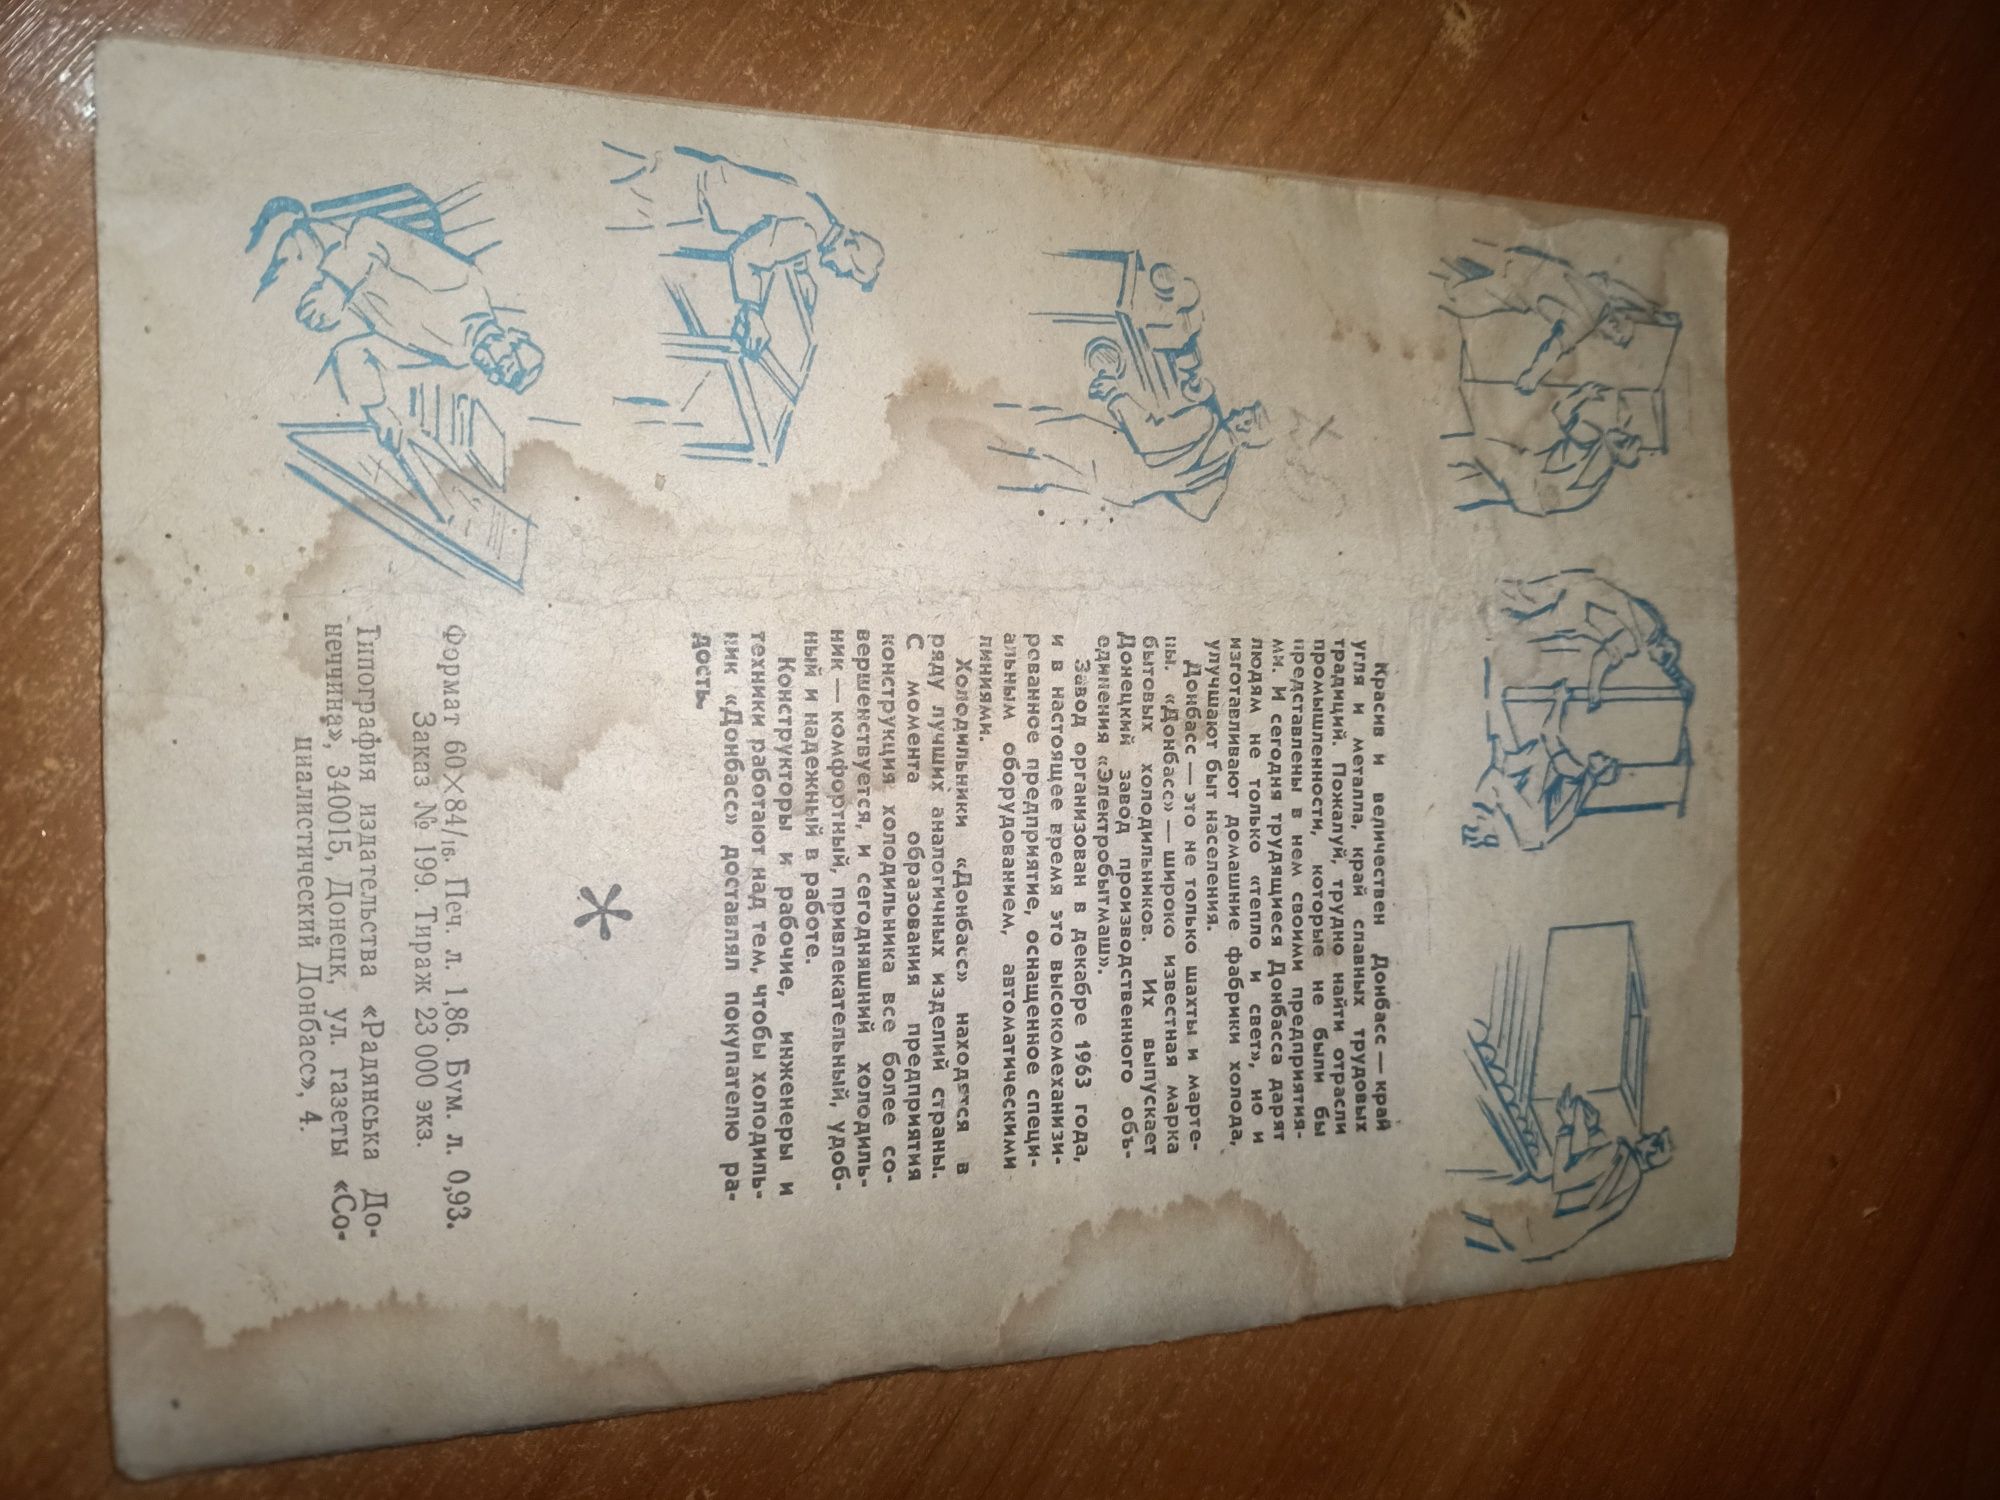 Красив и величествен Донбасс — край
угля и металла, край славных трудовых
традиций. Пожалуй, трудно найти отрасли
промышленности, которые не были бы
представлены в нем своими предприятия-
ми. И сегодня трудящиеся Донбасса дарят
людям не только «тепло и свет», но и
изготавливают домашние фабрики холода,
улучшают быт населения.
Донбасс — это не только шахты и марте-
ны. «Донбасс» — широко известная марка
бытовых холодильников. Их выпускает
Донецкий завод производственного объ-
единения «Электробытмаш».
Завод организован в декабре 1963 года,
и в настоящее время это высокомеханизи-
рованное предприятие, оснащенное специ-
альным оборудованием, автоматическими
линиями.
Холодильники «Донбасс» находятся в
ряду лучших аналогичных изделий страны.
С момента образования предприятия
конструкция холодильника все более со-
вершенствуется, и сегодняшний холодиль-
ник — комфортный, привлекательный, удоб-
ный и надежный в работе.
Конструкторы и рабочие, инженеры и
техники работают над тем, чтобы холодиль-
ник «Донбасс» доставлял покупателю ра-
дость.
*
Формат 60×84/16. Печ. л. 1,86. Бум. л. 0,93.
Заказ № 199. Тираж 23 000 экз.
Типография издательства «Радянська До-
неччина», 340015, Донецк, ул. газеты «Со-
циалистический Донбасс», 4.